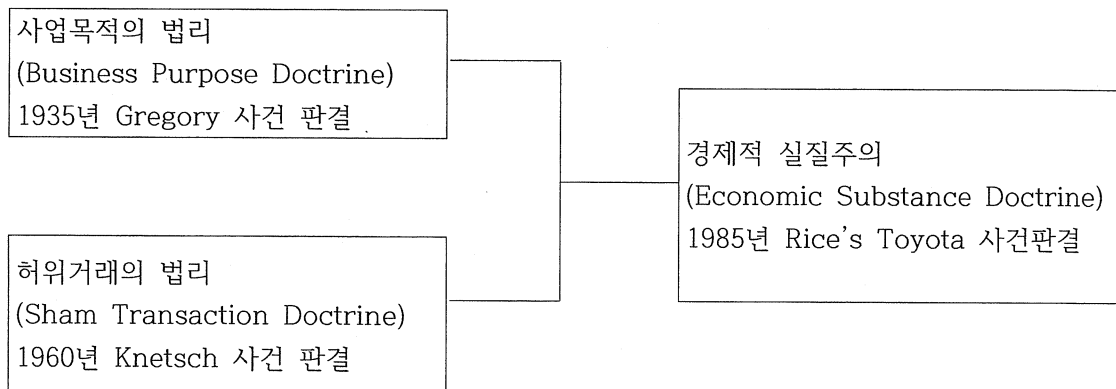 사업목적의 법리
(Business Purpose Doctrine)
1935년 Gregory 사건 판결
경제적 실질주의
(Economic Substance Doctrine)
1985년 Rice's Toyota 사건판결
허위거래의 법리
(Sham Transaction Doctrine)
1960년 Knetsch 사건 판결